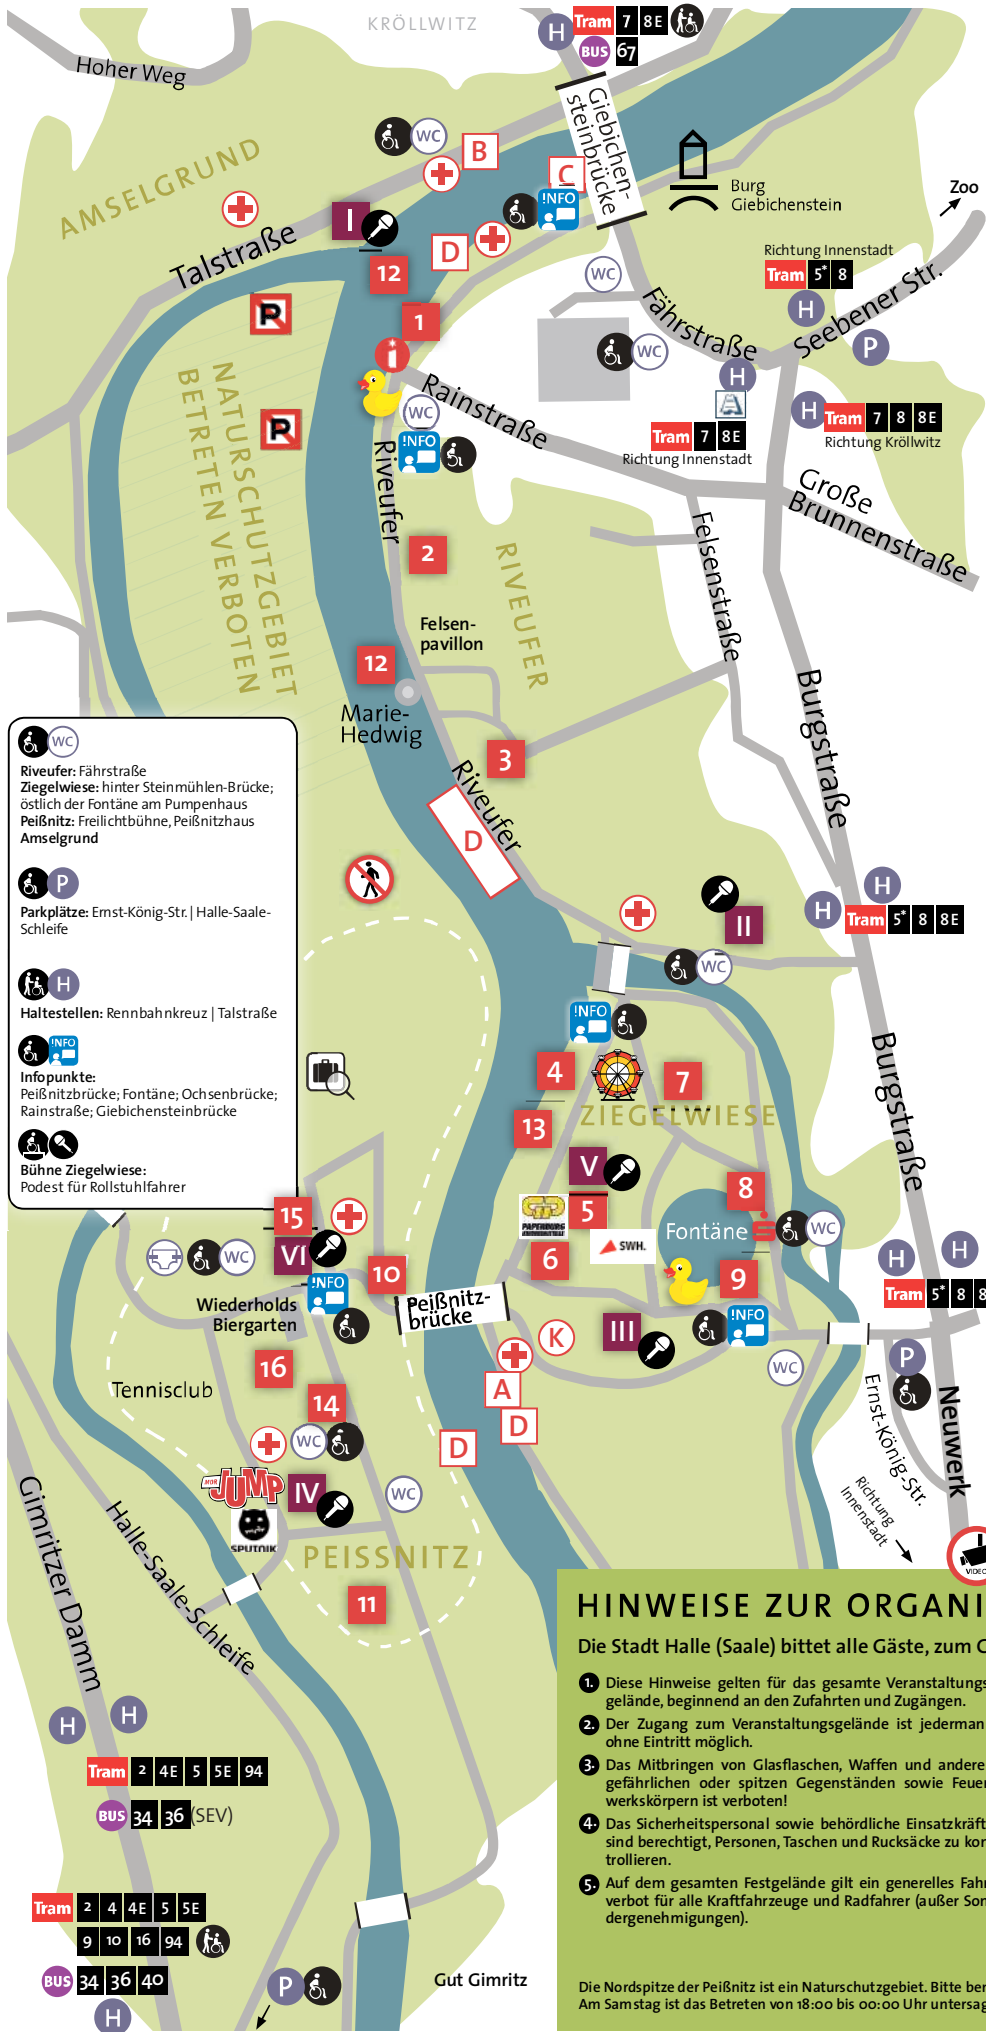 KRÖLLWITZ
H Tram 7 8E
BUS 67
Hoher Weg
Giebichen-
steinbrücke
WC
B
C
AMSELGRUND
Burg
Giebichenstein
Zoo
!NFO
I
D
Talstraße
12
Richtung Innenstadt
Tram 5* 8
H
WC
Seebener Str.
P
1
P
Fährstraße
WC
H
Rainstraße
WC
!NFO
P
H Tram 7 8 8E
Richtung Kröllwitz
Tram 7 8E
Richtung Innenstadt
NATURSCHUTZGEBIET
BETRETEN VERBOTEN
Riveufer
Große
Brunnenstraße
2
RIVEUFER
Felsenstraße
Felsen-
pavillon
12
Marie-
Hedwig
Burgstraße
3
Riveufer
D
WC
Riveufer: Fährstraße
Ziegelwiese: hinter Steinmühlen-Brücke;
östlich der Fontäne am Pumpenhaus
Peißnitz: Freilichtbühne, Peißnitzhaus
Amselgrund
P
Parkplätze: Ernst-König-Str. | Halle-Saale-
Schleife
H
Haltestellen: Rennbahnkreuz | Talstraße
!NFO
Infopunkte:
Peißnitzbrücke; Fontäne; Ochsenbrücke;
Rainstraße; Giebichensteinbrücke
Bühne Ziegelwiese:
Podest für Rollstuhlfahrer
II
H
H Tram 5* 8 8E
WC
!NFO
4
7
ZIEGELWIESE
13
Burgstraße
V
8
PAPENBURG
5
Fontäne
WC
SWH.
6
9
15
VI
WC
10
!NFO
Wiederholds
Biergarten
Peißnitz-
brücke
H
H
Tram 5* 8 8
K
III
!NFO
WC
P
16
Tennisclub
14
A
D
D
WC
Ernst-König-Str.
Neuwerk
MDR JUMP
IV
WC
SPUTNIK
Richtung
Innenstadt
VIDEO
PEISSNITZ
11
Gimritzer Damm
Halle-Saale-Schleife
H
H
Tram 2 4E 5 5E 94
BUS 34 36 (SEV)
Tram 2 4 4E 5 5E
9 10 16 94
BUS 34 36 40
H
P
Gut Gimritz
HINWEISE ZUR ORGANI
Die Stadt Halle (Saale) bittet alle Gäste, zum
1. Diese Hinweise gelten für das gesamte Veranstaltungs
gelände, beginnend an den Zufahrten und Zugängen.
2. Der Zugang zum Veranstaltungsgelände ist jederman
ohne Eintritt möglich.
3. Das Mitbringen von Glasflaschen, Waffen und andere
gefährlichen oder spitzen Gegenständen sowie Feuer
werkskörpern ist verboten!
4. Das Sicherheitspersonal sowie behördliche Einsatzkräft
sind berechtigt, Personen, Taschen und Rucksäcke zu kon
trollieren.
5. Auf dem gesamten Festgelände gilt ein generelles Fahr
verbot für alle Kraftfahrzeuge und Radfahrer (außer Son
dergenehmigungen).
Die Nordspitze der Peißnitz ist ein Naturschutzgebiet. Bitte
Am Samstag ist das Betreten von 18:00 bis 00:00 Uhr untersag